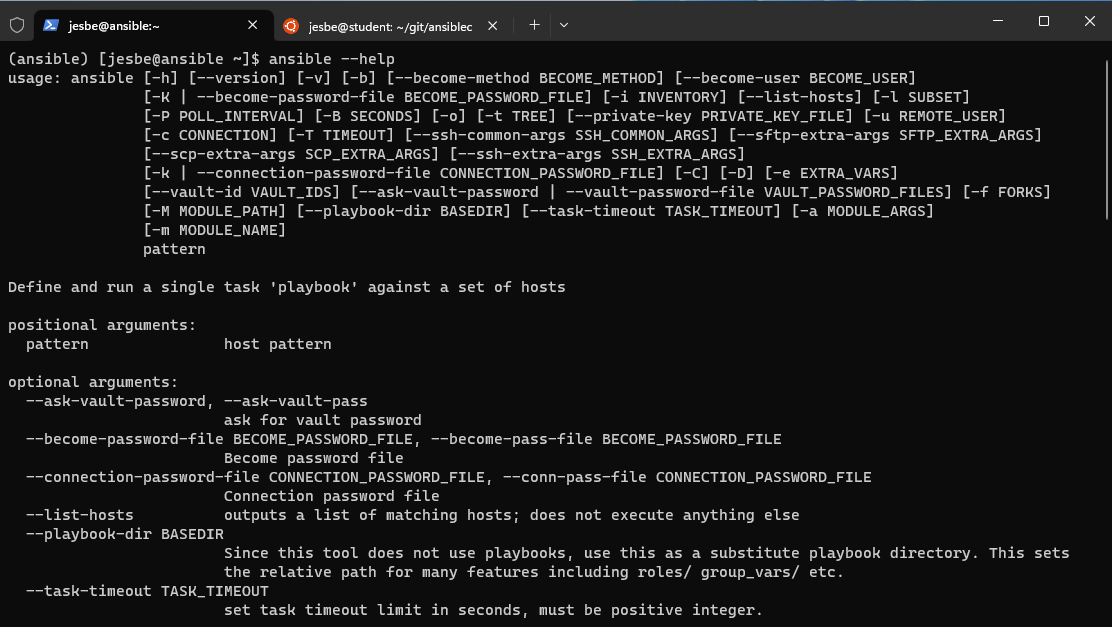 jesbe@ansible:~
jesbe@student: ~/git/ansiblec
(ansible) [jesbe@ansible ~]$ ansible --help
usage: ansible [-h] [--version] [-v] [-b] [--become-method BECOME_METHOD] [--become-user BECOME_USER]
[-K | --become-password-file BECOME_PASSWORD_FILE] [-i INVENTORY] [--list-hosts] [-l SUBSET]
[-P POLL_INTERVAL] [-B SECONDS] [-o] [-t TREE] [--private-key PRIVATE_KEY_FILE] [-u REMOTE_USER]
[-c CONNECTION] [-T TIMEOUT] [--ssh-common-args SSH_COMMON_ARGS] [--sftp-extra-args SFTP_EXTRA_ARGS]
[--scp-extra-args SCP_EXTRA_ARGS] [--ssh-extra-args SSH_EXTRA_ARGS]
[-k | --connection-password-file CONNECTION_PASSWORD_FILE] [-C] [-D] [-e EXTRA_VARS]
[--vault-id VAULT_IDS] [--ask-vault-password | --vault-password-file VAULT_PASSWORD_FILES] [-f FORKS]
[-M MODULE_PATH] [--playbook-dir BASEDIR] [--task-timeout TASK_TIMEOUT] [-a MODULE_ARGS]
[-m MODULE_NAME]
pattern
Define and run a single task 'playbook' against a set of hosts
positional arguments:
pattern host pattern
optional arguments:
--ask-vault-password, --ask-vault-pass
ask for vault password
--become-password-file BECOME_PASSWORD_FILE, --become-pass-file BECOME_PASSWORD_FILE
Become password file
--connection-password-file CONNECTION_PASSWORD_FILE, --conn-pass-file CONNECTION_PASSWORD_FILE
Connection password file
--list-hosts outputs a list of matching hosts; does not execute anything else
--playbook-dir BASEDIR
Since this tool does not use playbooks, use this as a substitute playbook directory. This sets
the relative path for many features including roles/ group_vars/ etc.
--task-timeout TASK_TIMEOUT
set task timeout limit in seconds, must be positive integer.